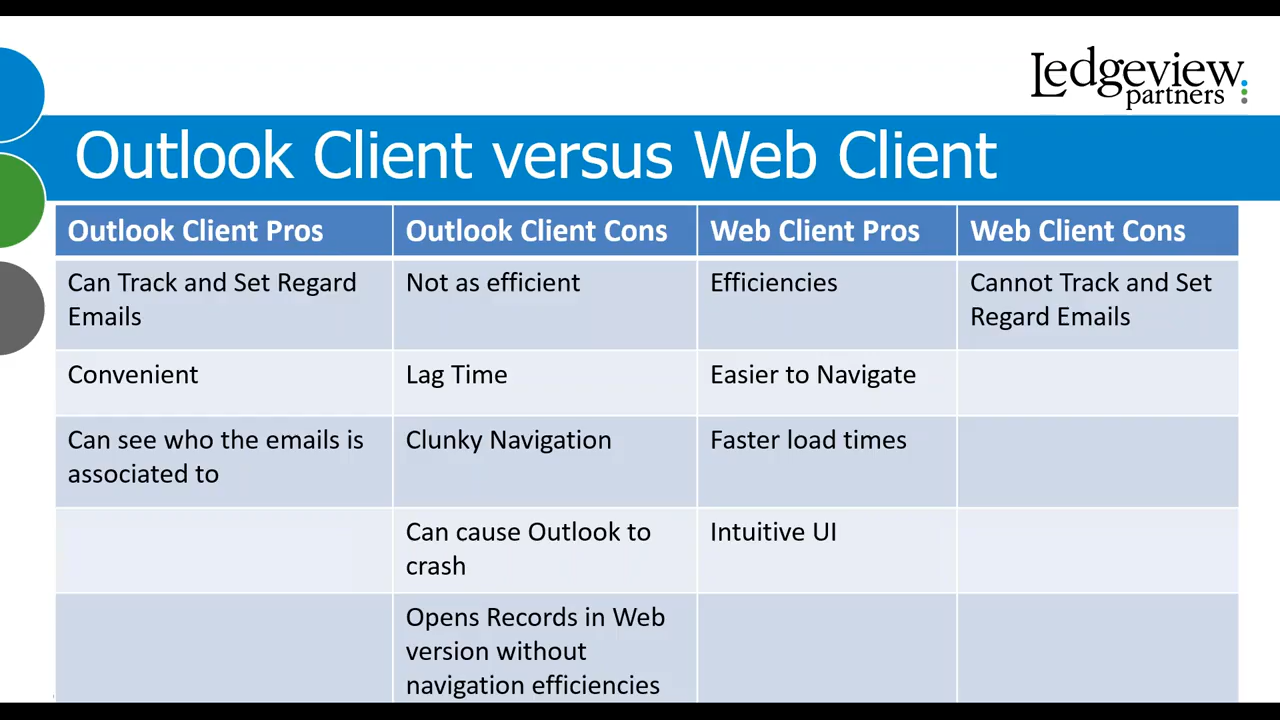 Ledgeview
partners
Outlook Client versus Web Client
Outlook Client Pros
Outlook Client Cons
Web Client Pros
Web Client Cons
Can Track and Set Regard
Emails
Not as efficient
Efficiencies
Cannot Track and Set
Regard Emails
Convenient
Lag Time
Easier to Navigate
Can see who the emails is
associated to
Clunky Navigation
Faster load times
Can cause Outlook to
crash
Intuitive UI
Opens Records in Web
version without
navigation efficiencies